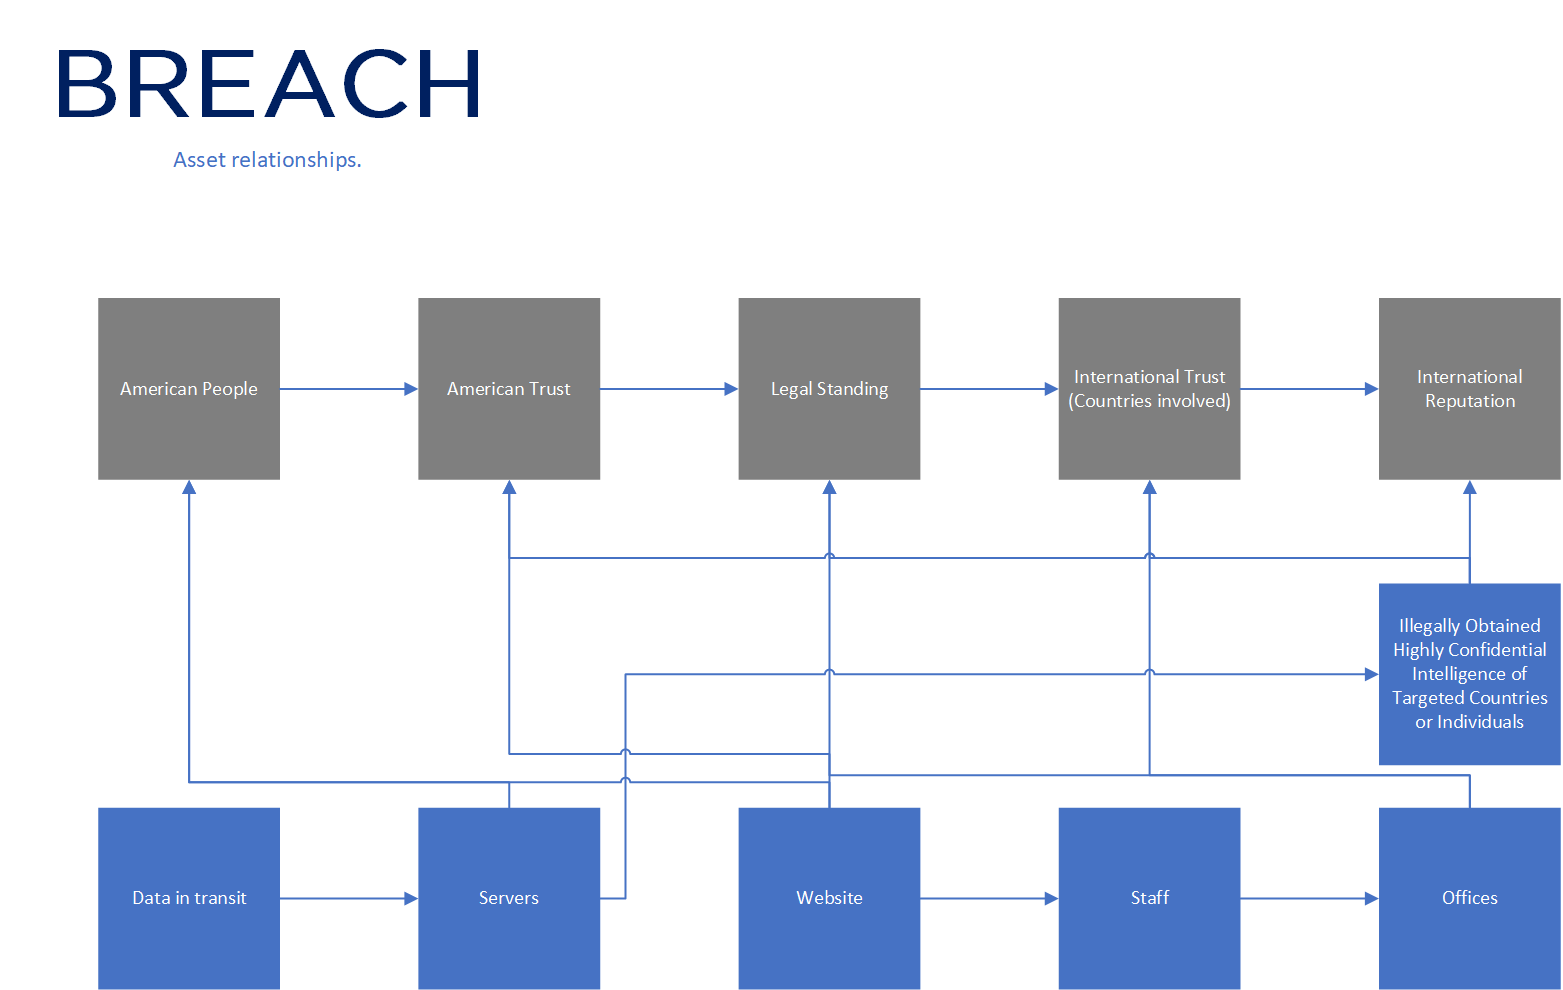 BREACH
Asset relationships.
American People
American Trust
Legal Standing
International Trust
(Countries involved)
International
Reputation
Illegally Obtained
Highly Confidential
Intelligence of
Targeted Countries
or Individuals
Data in transit
Servers
Website
Staff
Offices